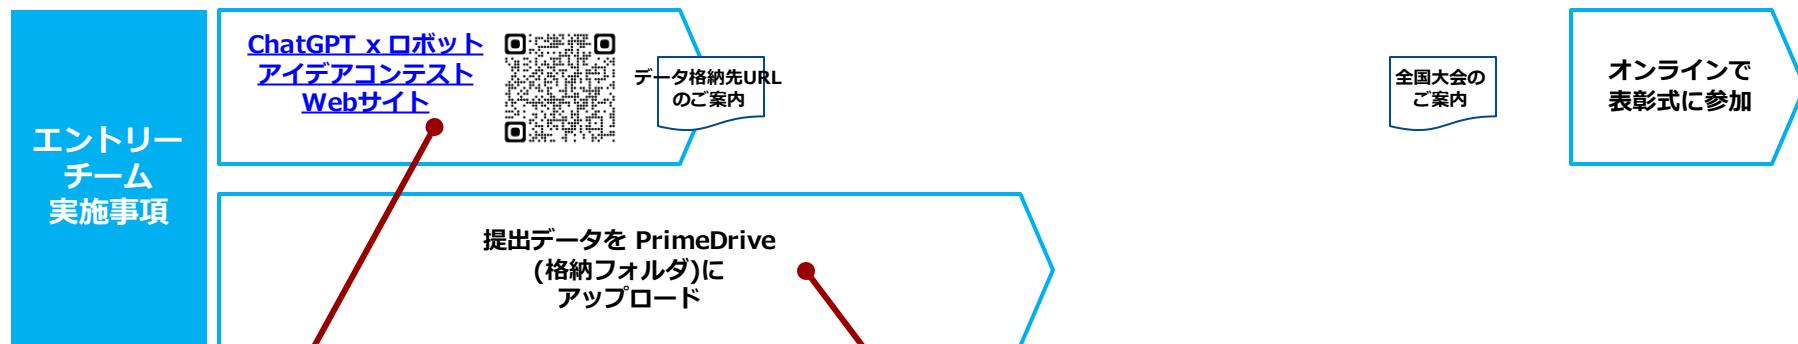 エントリー
チーム
実施事項
ChatGPT x ロボット
アイデアコンテスト
Webサイト
データ格納先URL
のご案内
全国大会の
ご案内
オンラインで
表彰式に参加
提出データを PrimeDrive
(格納フォルダ)に
アップロード